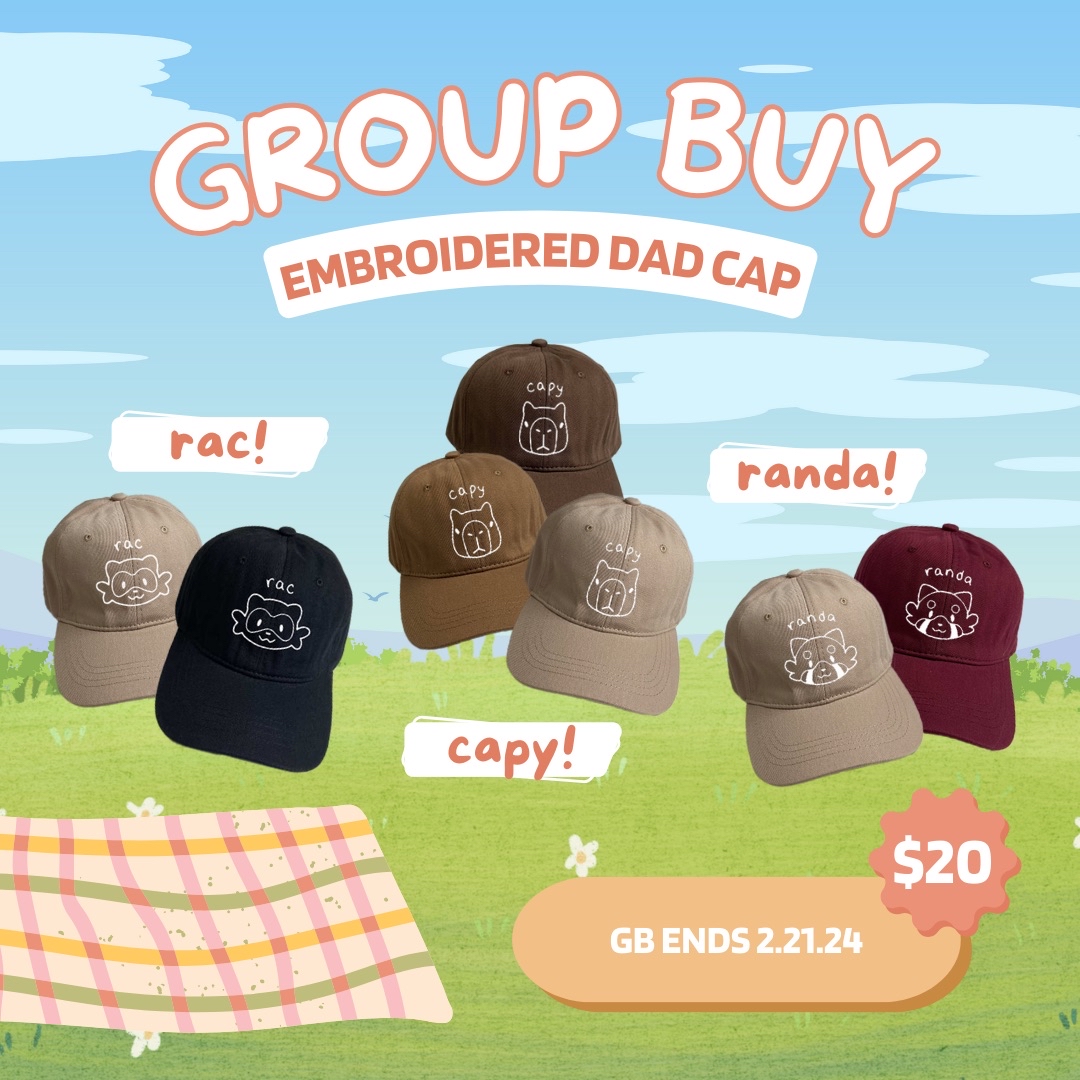 GROUP BUY
EMBROIDERED DAD CAP
capy
rac!
randa!
capy
rac
rac
capy
randa
randa
capy!
$20
GB ENDS 2.21.24